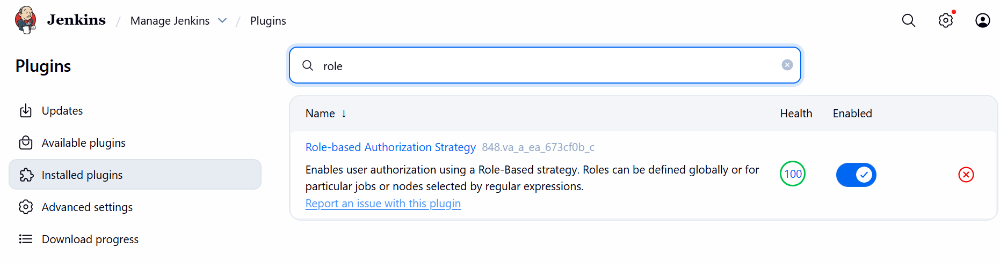 Jenkins / Manage Jenkins / Plugins
Plugins
role
Updates
Available plugins
Installed plugins
Advanced settings
Download progress
Name ↓ Health Enabled
Role-based Authorization Strategy 848.va_a_ea_673cf0b_c
Enables user authorization using a Role-Based strategy. Roles can be defined globally or for
particular jobs or nodes selected by regular expressions.
Report an issue with this plugin
100